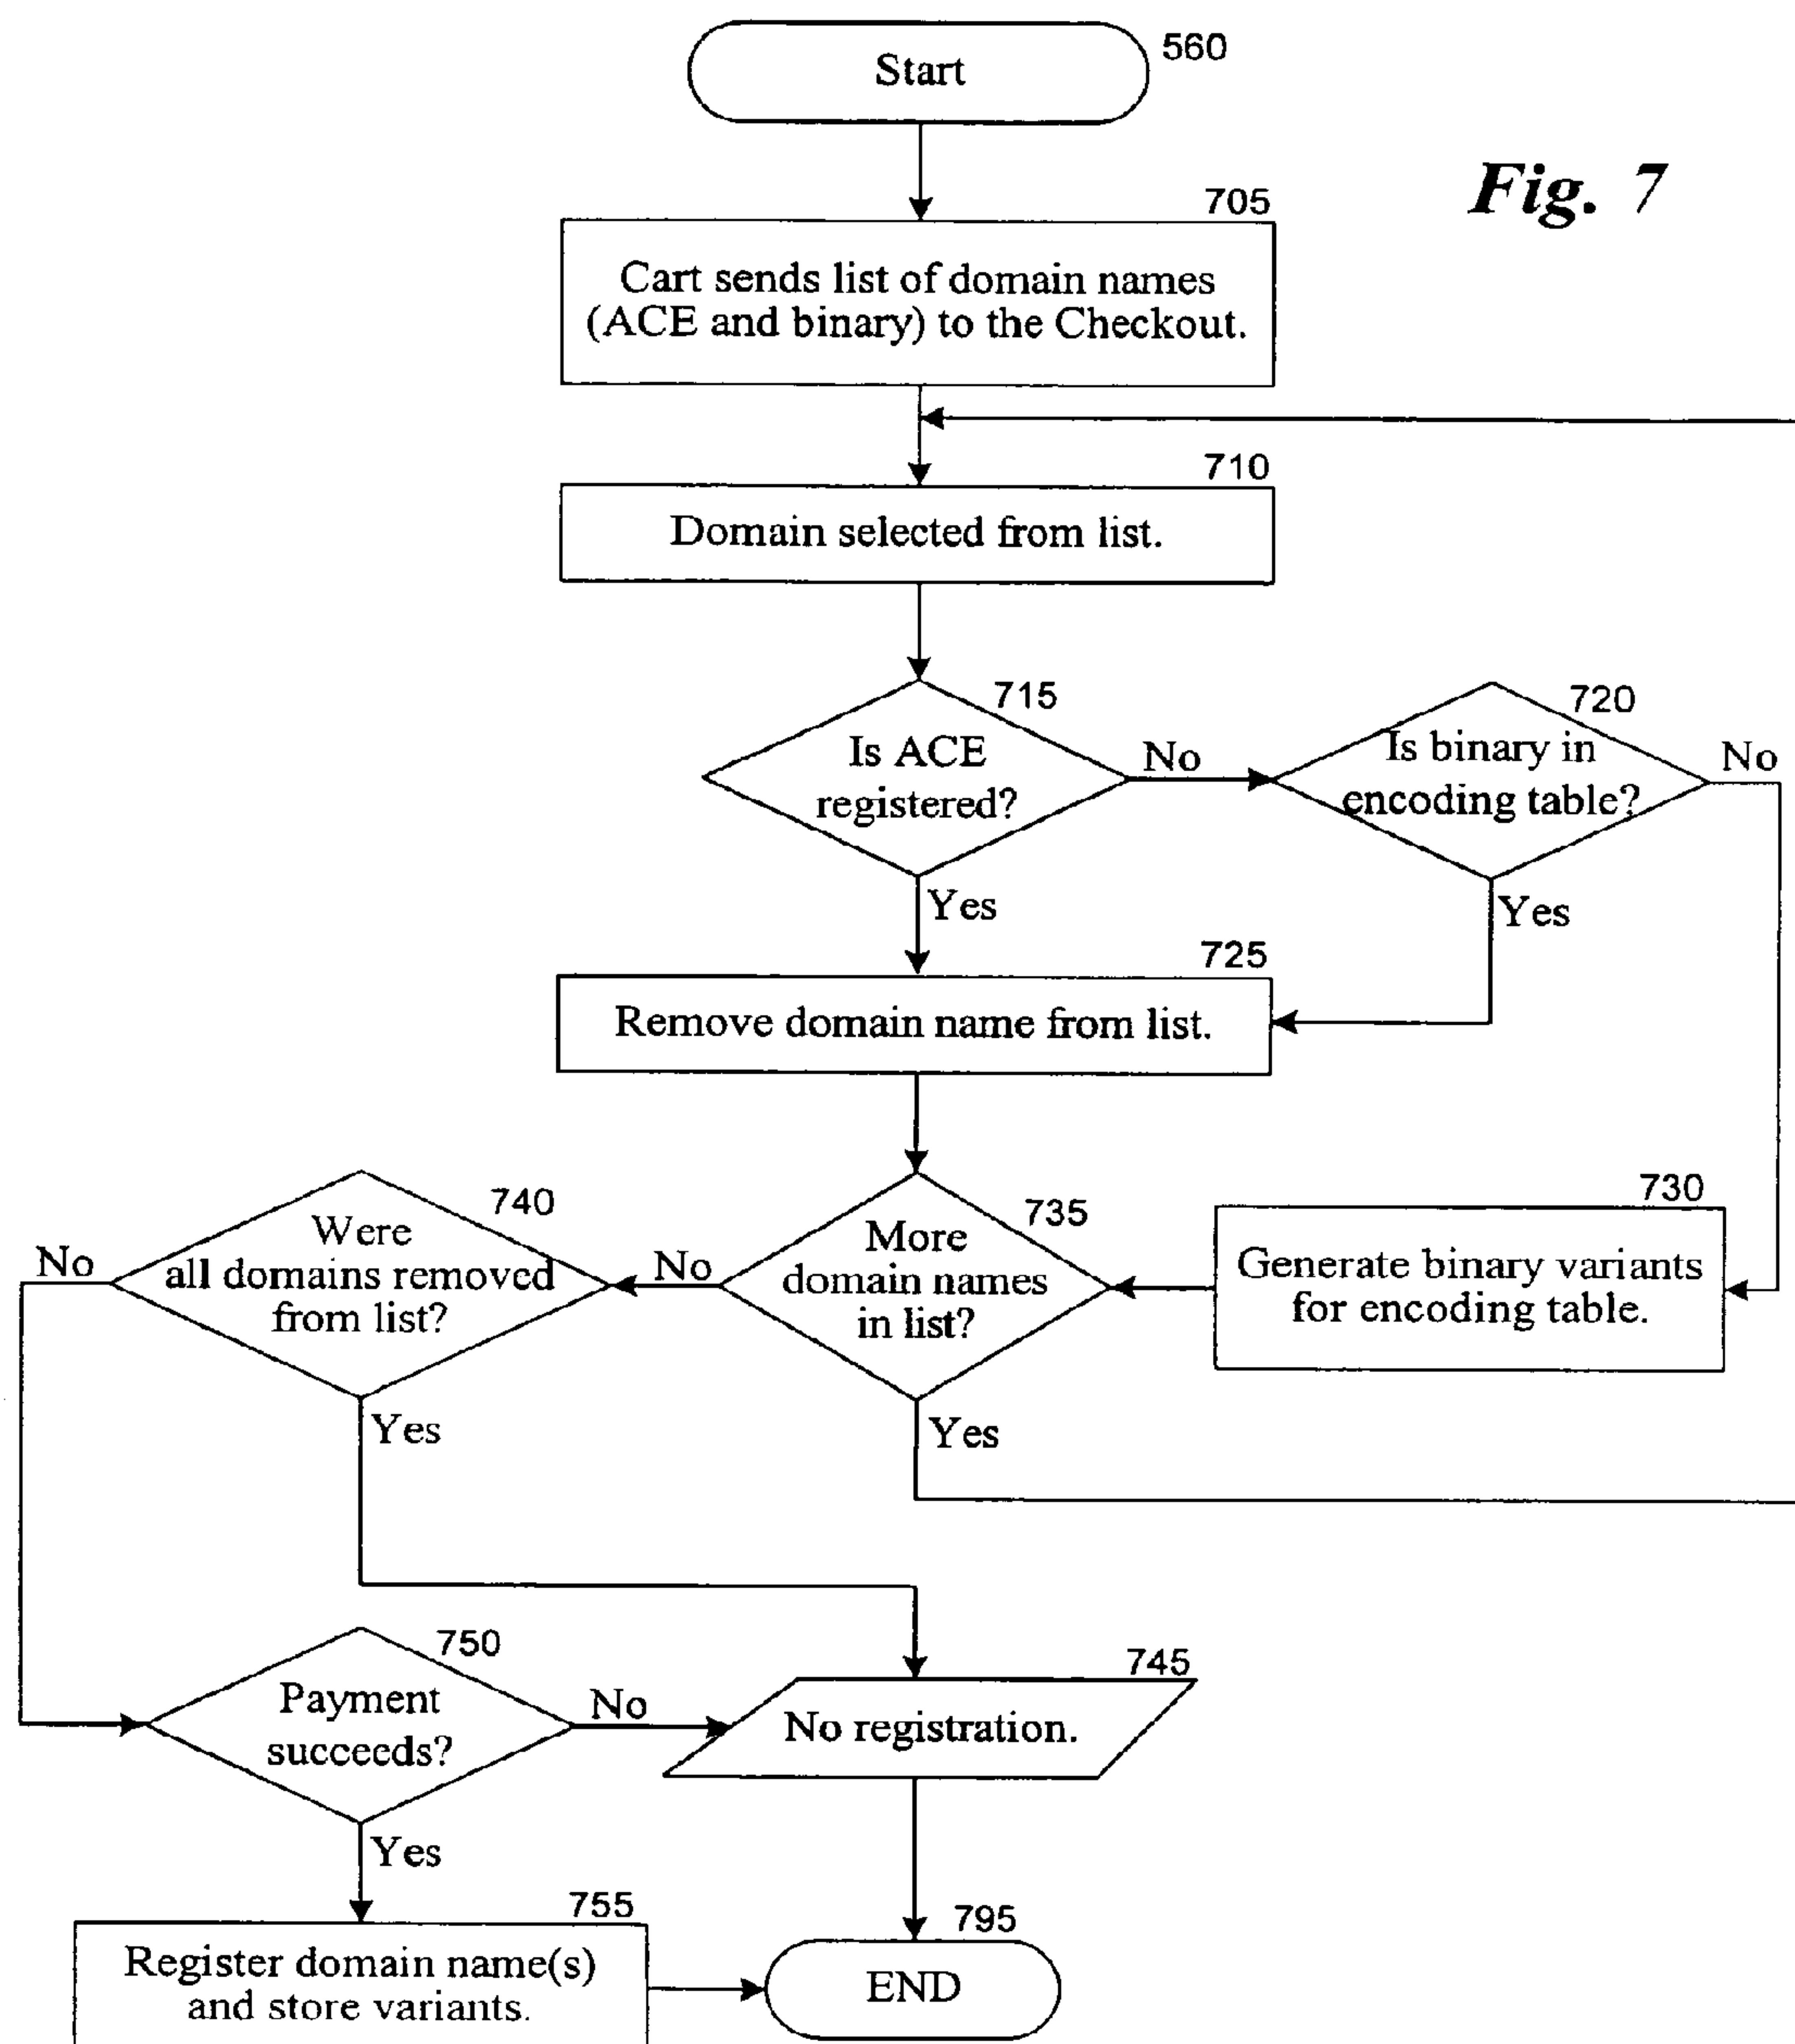 Start
560
Fig. 7
705
Cart sends list of domain names
(ACE and binary) to the Checkout.
710
Domain selected from list.
715
Is ACE
registered?
No
720
Is binary in
encoding table?
No
Yes
Yes
725
Remove domain name from list.
740
Were
all domains removed
from list?
No
No
735
More
domain names
in list?
730
Generate binary variants
for encoding table.
Yes
Yes
750
Payment
succeeds?
No
745
No registration.
Yes
755
Register domain name(s)
and store variants.
795
END